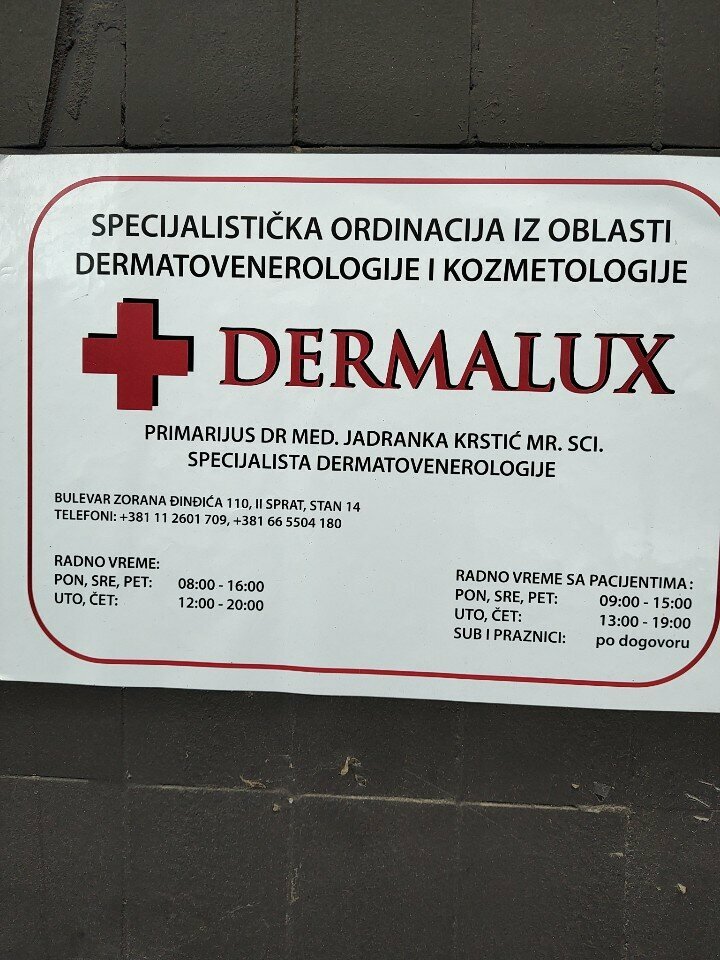 SPECIJALISTIČKA ORDINACIJA IZ OBLASTI
DERMATOVENEROLOGIJE I KOZMETOLOGIJE
DERMALUX
PRIMARIJUS DR MED. JADRANKA KRSTIĆ MR. SCI.
SPECIJALISTA DERMATOVENEROLOGIJE
BULEVAR ZORANA ĐINĐIĆA 110, II SPRAT, STAN 14
TELEFONI: +381 11 2601 709, +381 66 5504 180
RADNO VREME:
PON, SRE, PET: 08:00 - 16:00
UTO, ČET: 12:00 - 20:00
RADNO VREME SA PACIJENTIMA:
PON, SRE, PET: 09:00 - 15:00
UTO, ČET: 13:00 - 19:00
SUB I PRAZNICI: po dogovoru